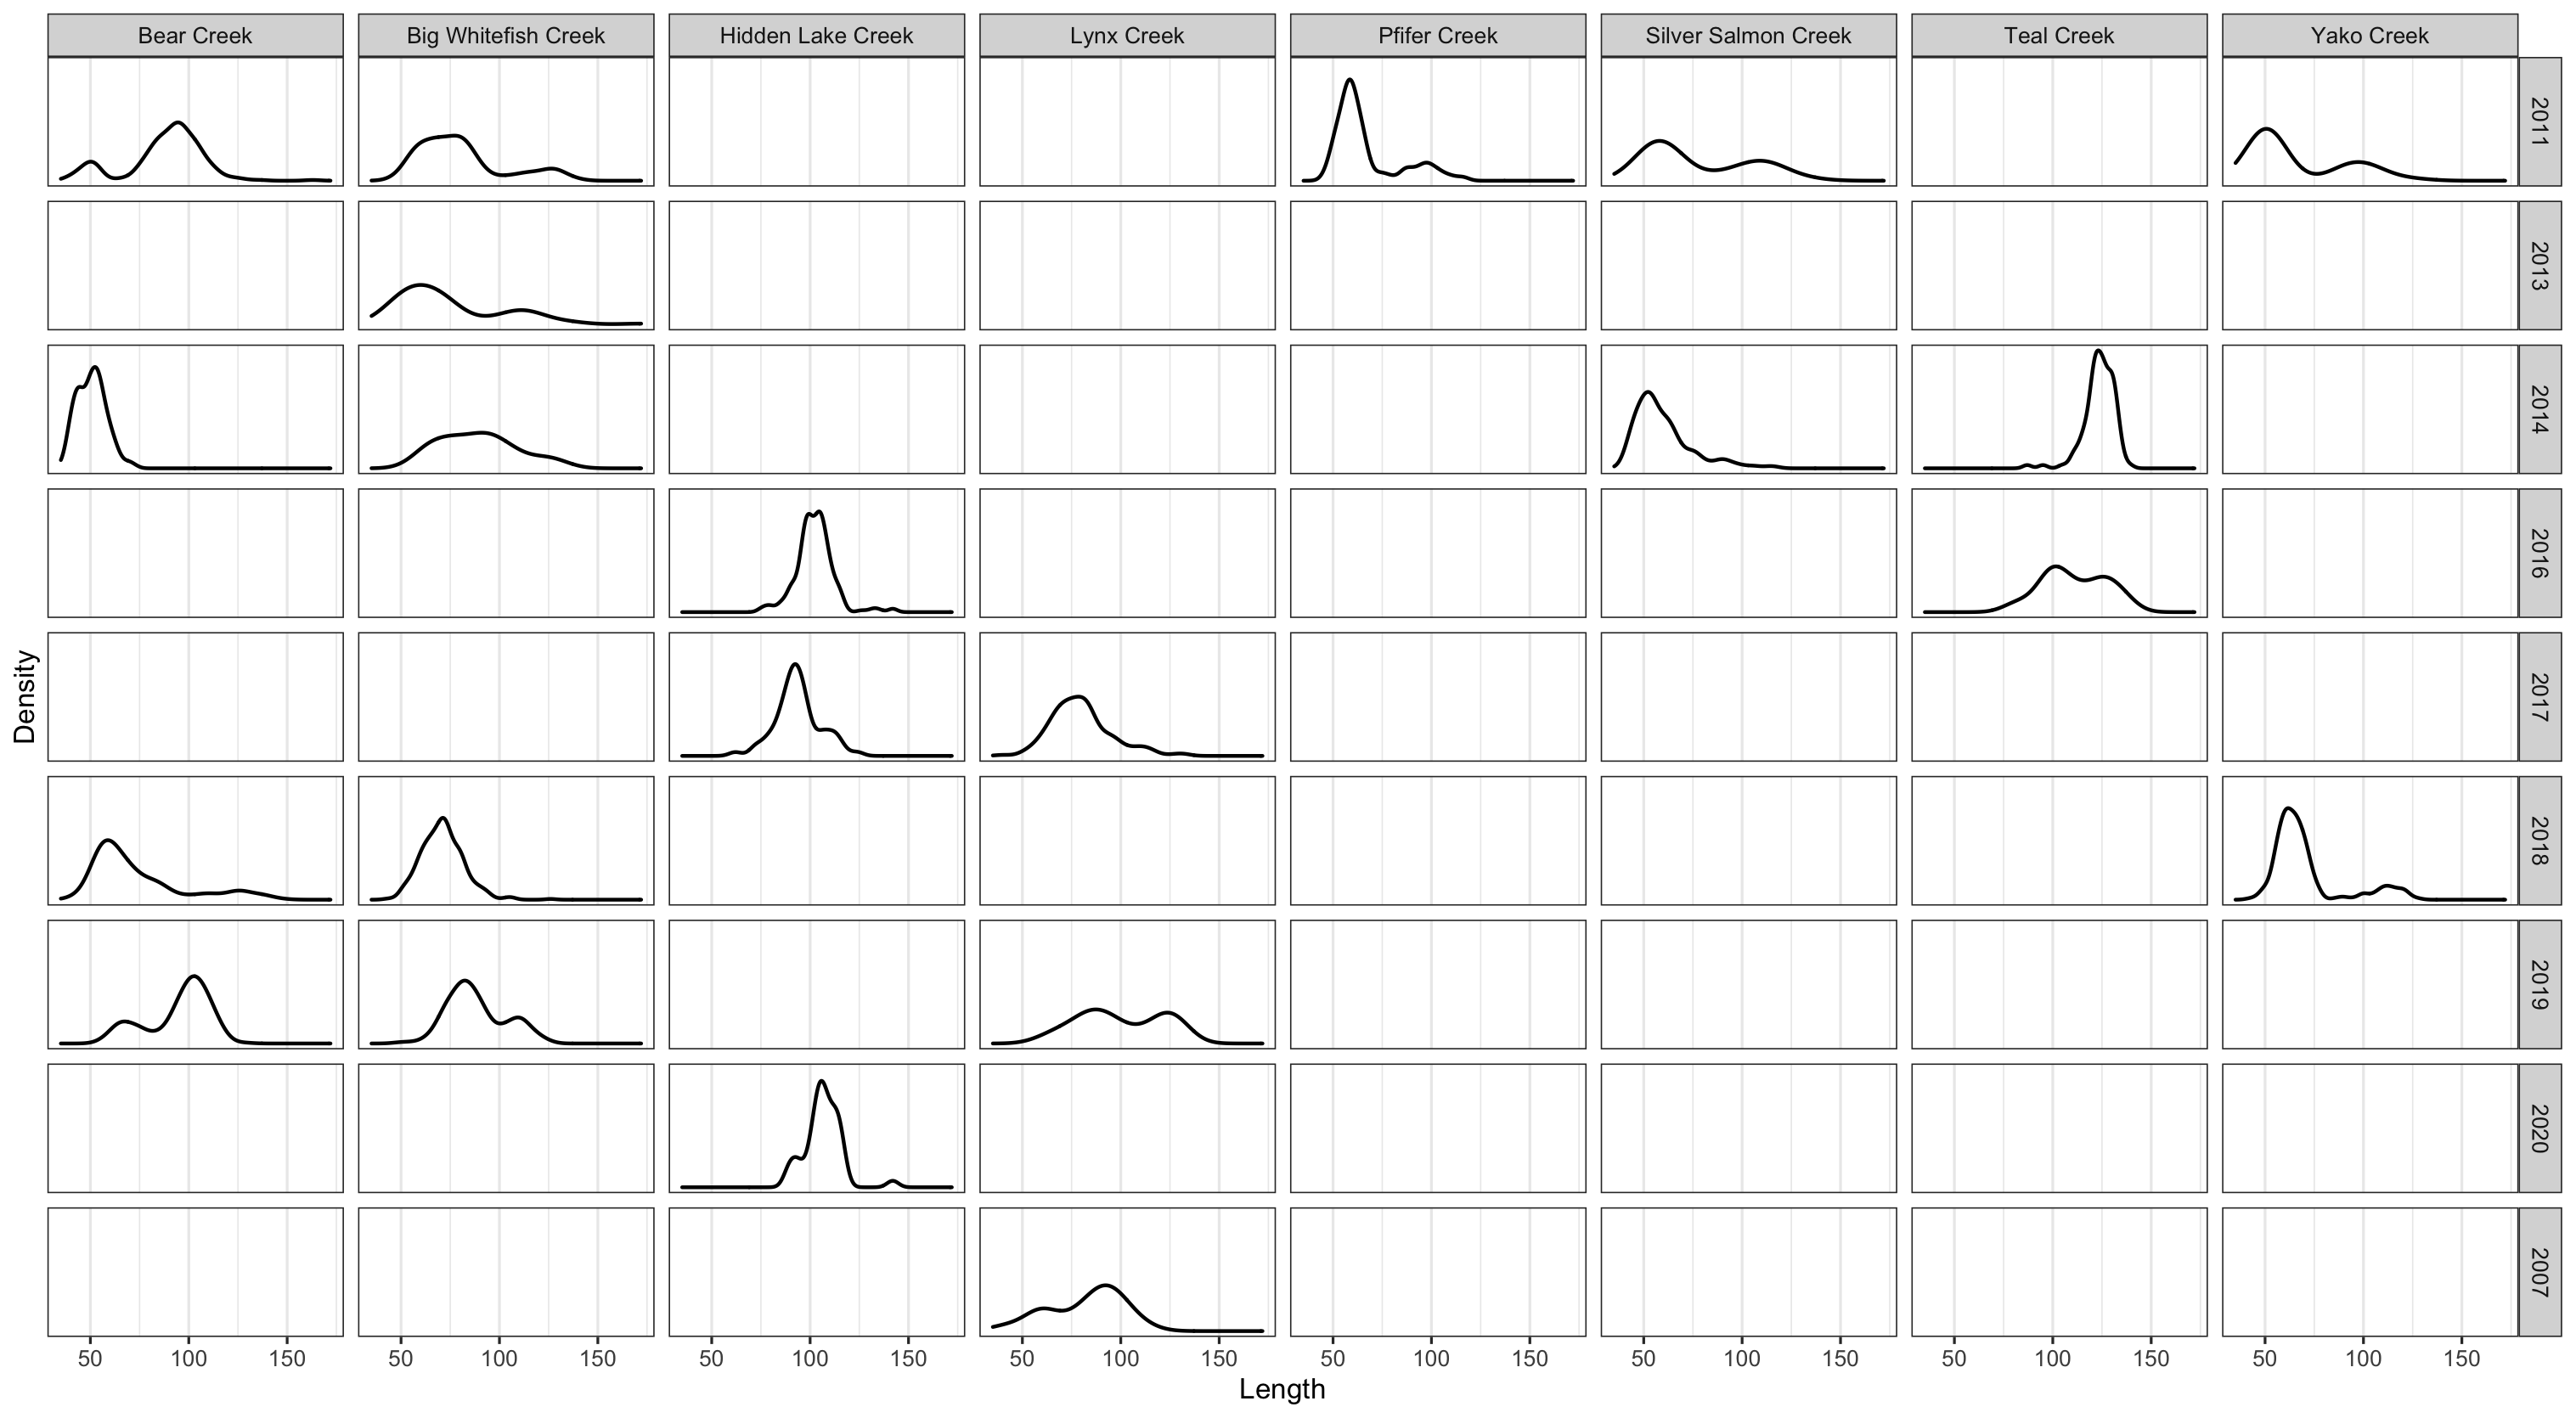 Bear Creek
Big Whitefish Creek
Hidden Lake Creek
Lynx Creek
Pfifer Creek
Silver Salmon Creek
Teal Creek
Yako Creek
2011
2013
2014
2016
2017
2018
2019
2020
2007
Density
50 100 150
50 100 150
50 100 150
50 100 150
50 100 150
50 100 150
50 100 150
50 100 150
Length